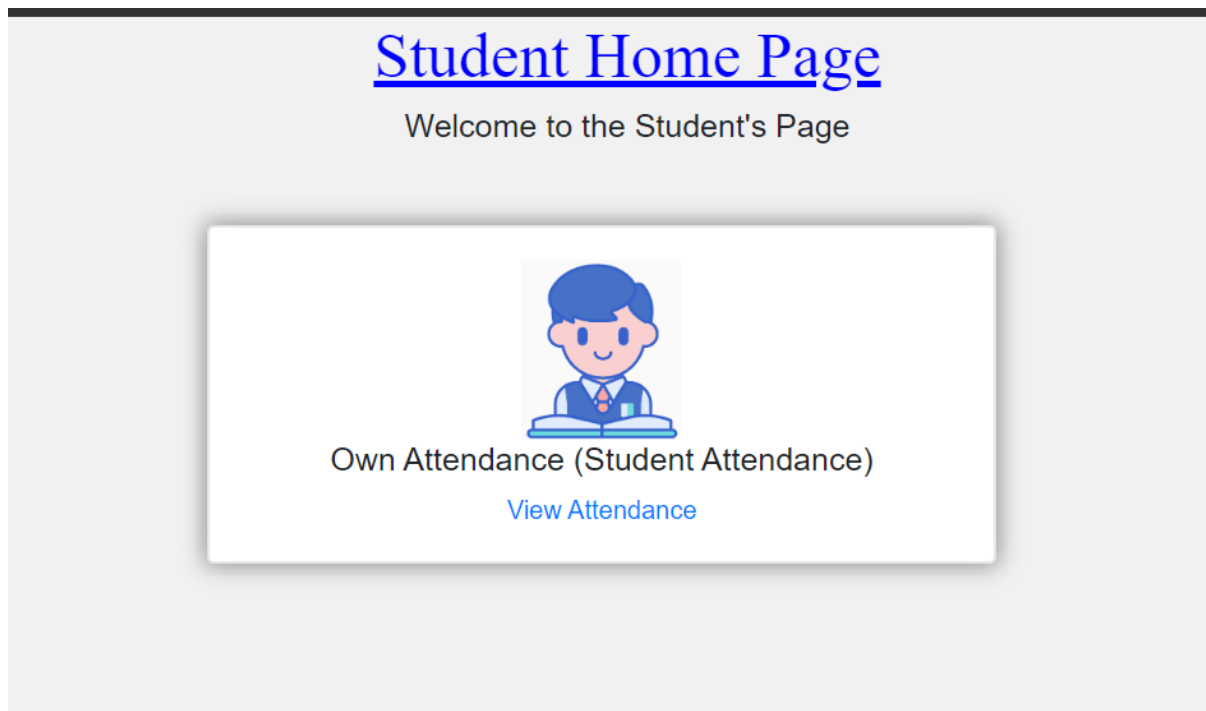 Student Home Page
Welcome to the Student's Page
Own Attendance (Student Attendance)
View Attendance